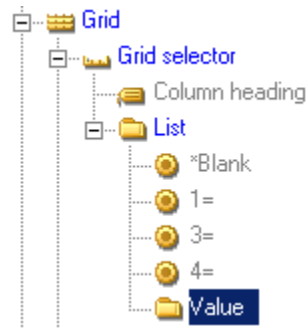 Grid
Grid selector
Column heading
List
*Blank
1=
3=
4=
Value